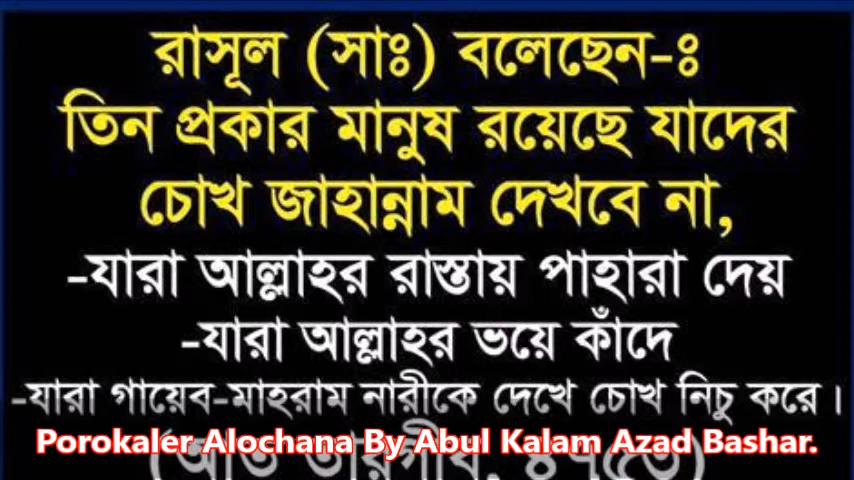 রাসূল (সাঃ) বলেছেন-ঃ
তিন প্রকার মানুষ রয়েছে যাদের
চোখ জাহান্নাম দেখবে না,
-যারা আল্লাহর রাস্তায় পাহারা দেয়
-যারা আল্লাহর ভয়ে কাঁদে
-যারা গায়েব-মাহরাম নারীকে দেখে চোখ নিচু করে।
Porokaler Alochana By Abul Kalam Azad Bashar.